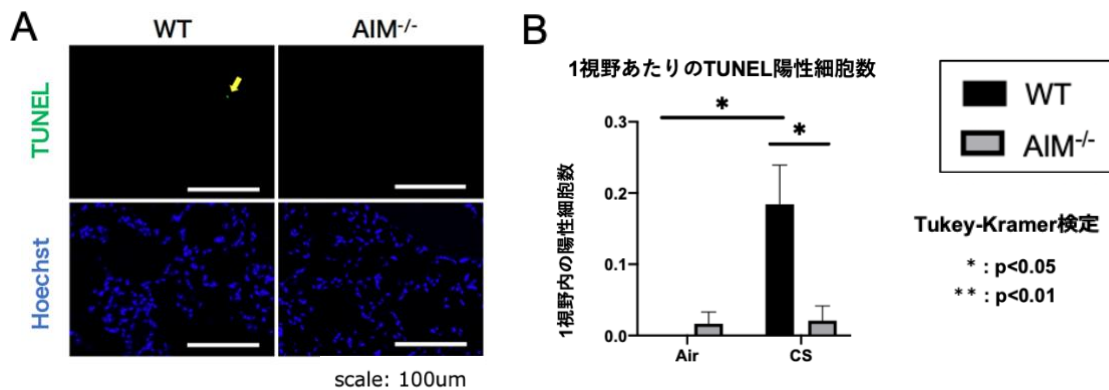 A
WT
AIM-/-
TUNEL
Hoechst
scale: 100um
B
1視野あたりのTUNEL陽性細胞数
1視野内の陽性細胞数
0.3
0.2
0.1
0.0
*
*
Air
CS
WT
AIM-/-
Tukey-Kramer検定
* : p<0.05
** : p<0.01